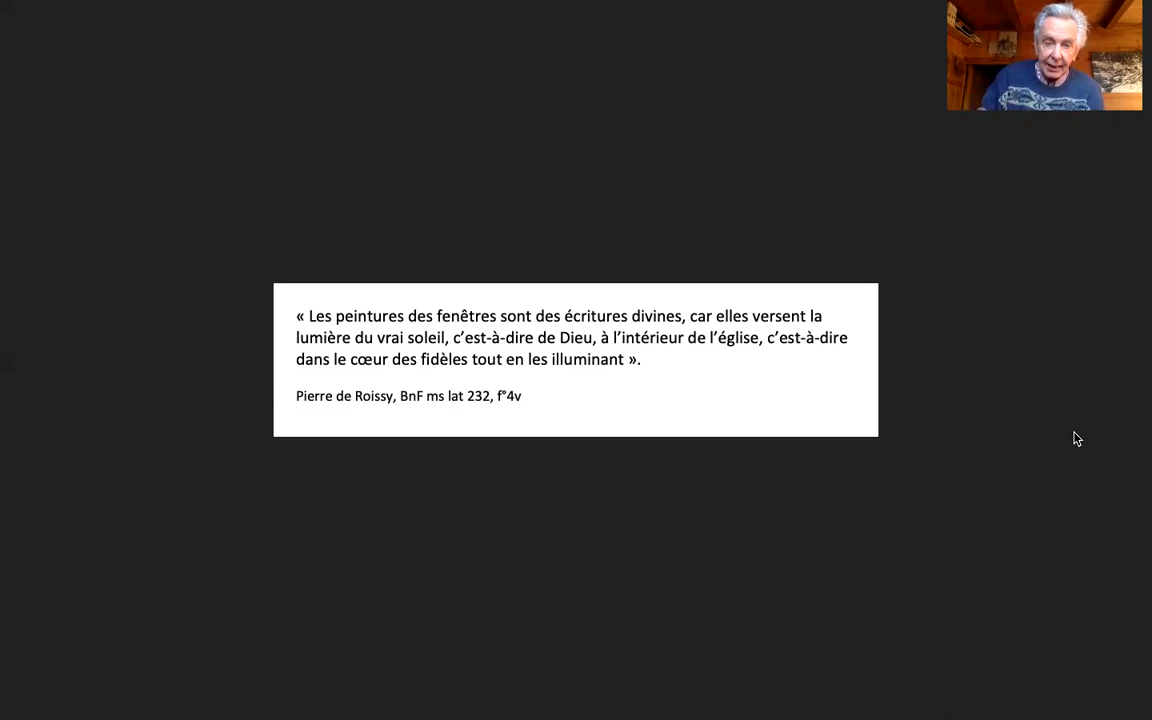 « Les peintures des fenêtres sont des écritures divines, car elles versent la
lumière du vrai soleil, c’est-à-dire de Dieu, à l’intérieur de l’église, c’est-à-dire
dans le cœur des fidèles tout en les illuminant ».
Pierre de Roissy, BnF ms lat 232, f°4v